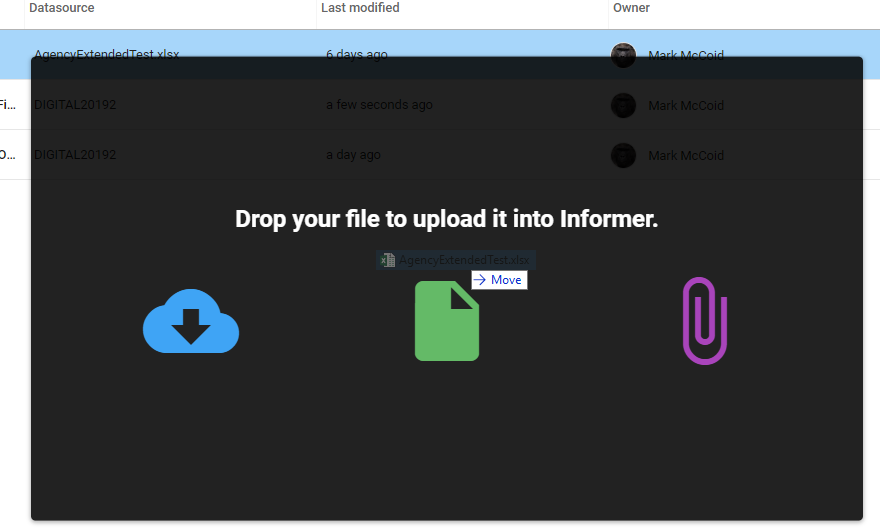 Datasource Last modified Owner
AgencyExtendedTest.xlsx 6 days ago Mark McCoid
Fi... DIGITAL20192 a few seconds ago Mark McCoid
O... DIGITAL20192 a day ago Mark McCoid
Drop your file to upload it into Informer.
AgencyExtendedTest.xlsx
Move